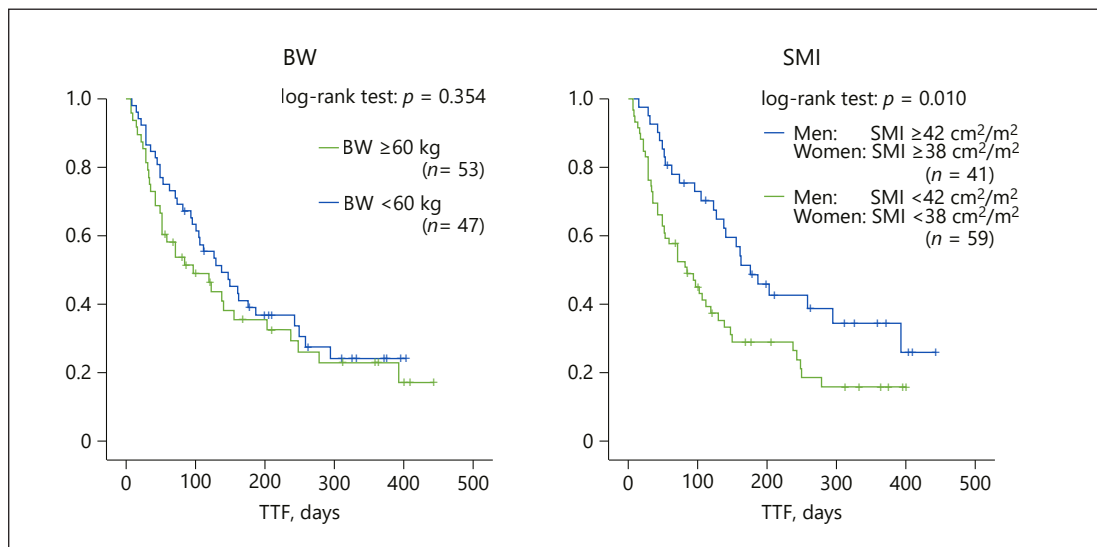 BW
log-rank test: p = 0.354
BW ≥60 kg
(n= 53)
BW <60 kg
(n= 47)
1.0
0.8
0.6
0.4
0.2
0
0
100
200
300
400
500
TTF, days
SMI
log-rank test: p = 0.010
Men: SMI ≥42 cm²/m²
Women: SMI ≥38 cm²/m²
(n = 41)
Men: SMI <42 cm²/m²
Women: SMI <38 cm²/m²
(n = 59)
1.0
0.8
0.6
0.4
0.2
0
0
100
200
300
400
500
TTF, days